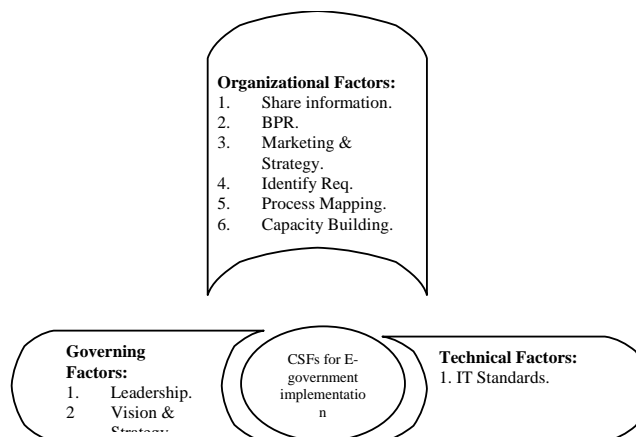 Organizational Factors:
1. Share information.
2. BPR.
3. Marketing &
Strategy.
4. Identify Req.
5. Process Mapping.
6. Capacity Building.
Governing
Factors:
1. Leadership.
2 Vision &
Strategy
CSFs for E-
government
implementatio
n
Technical Factors:
1. IT Standards.